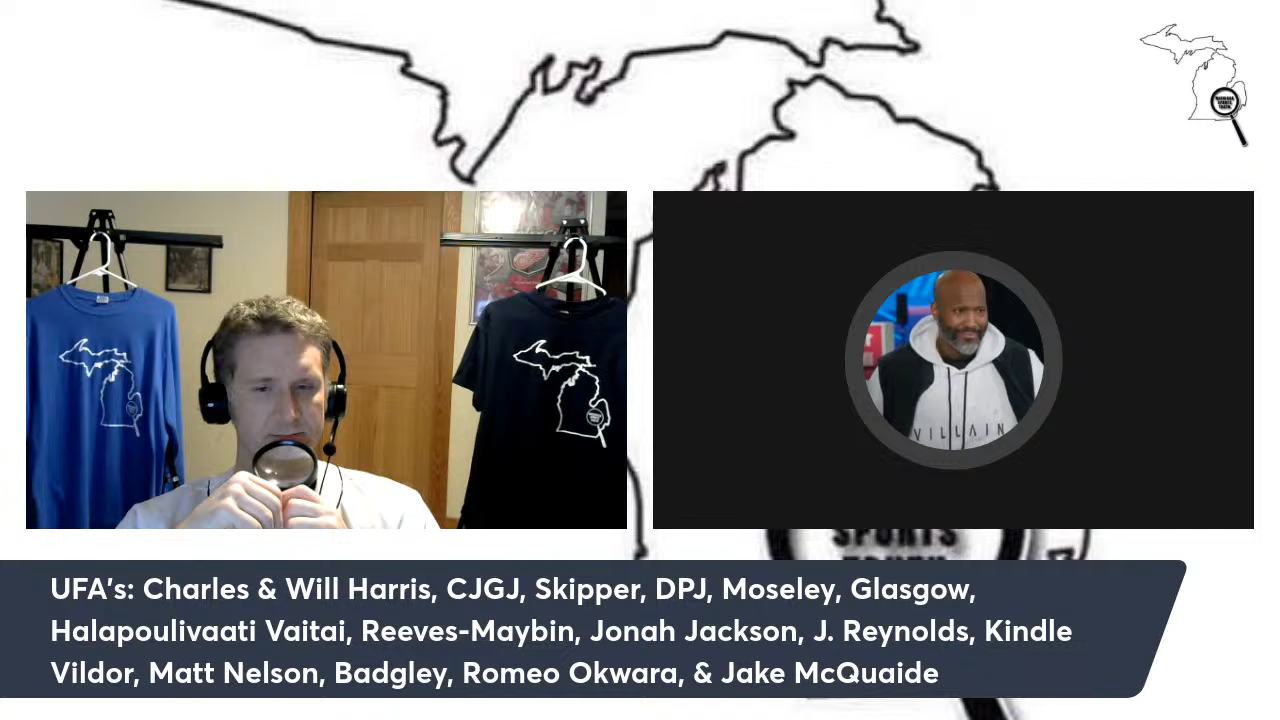 VILLAIN
SPORTS
UFA's: Charles & Will Harris, CJGJ, Skipper, DPJ, Moseley, Glasgow,
Halapoulivaati Vaitai, Reeves-Maybin, Jonah Jackson, J. Reynolds, Kindle
Vildor, Matt Nelson, Badgley, Romeo Okwara, & Jake McQuaide